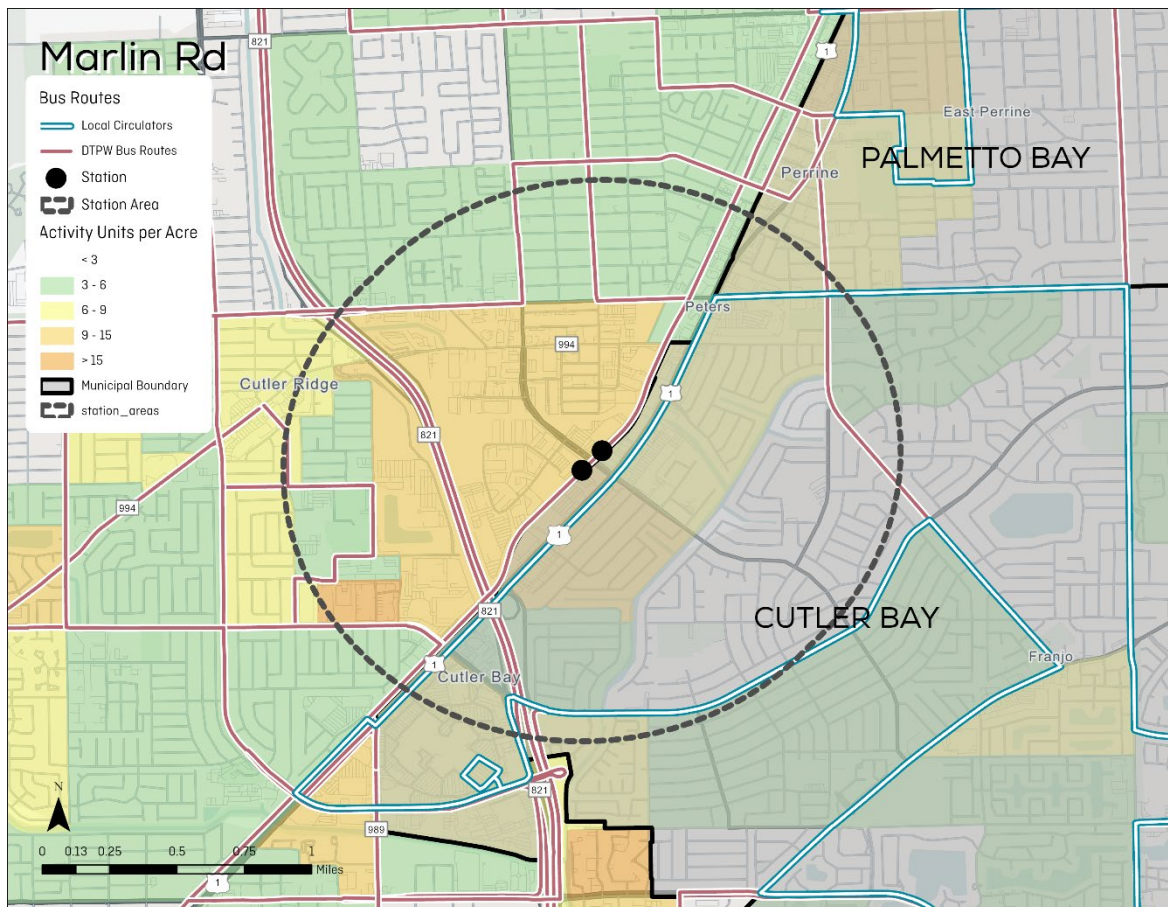 Marlin Rd
Bus Routes
Local Circulators
DTPW Bus Routes
Station
Station Area
Activity Units per Acre
< 3
3 - 6
6 - 9
9 - 15
> 15
Municipal Boundary
station_areas
821
1
East Perrine
PALMETTO BAY
Perrine
Peters
994
Cutler Ridge
1
821
994
1
821
CUTLER BAY
1
Franjo
Cutler Bay
821
989
1
N
0 0.13 0.25 0.5 0.75 1
Miles